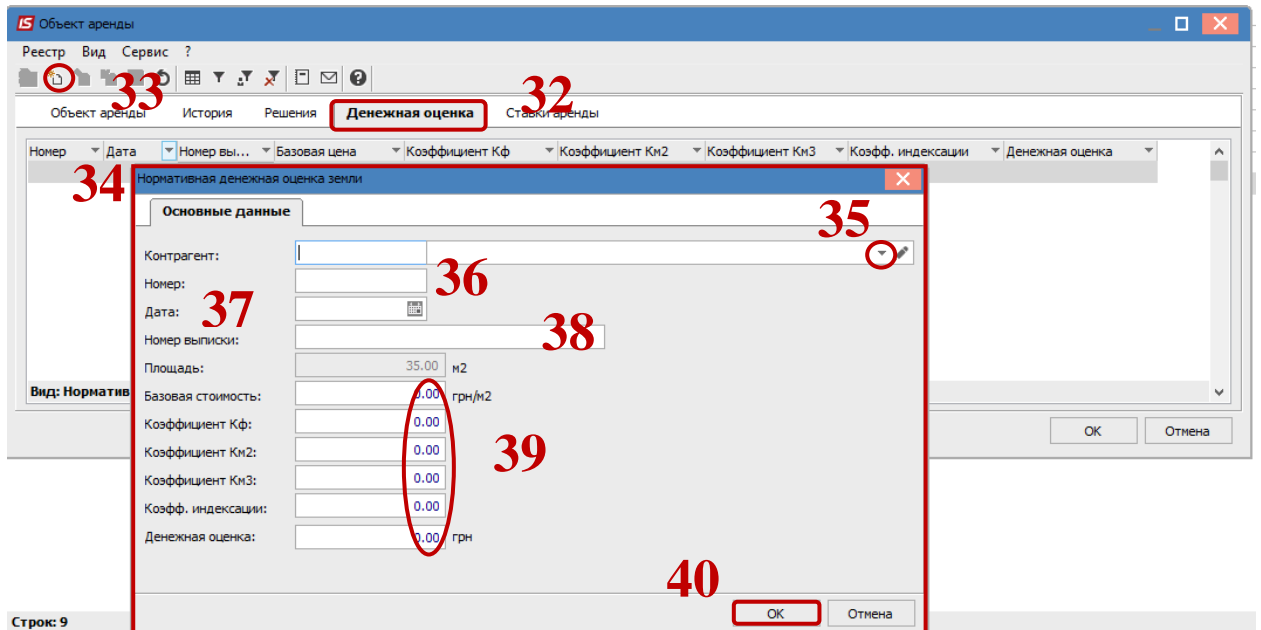 IS Объект аренды
Реестр Вид Сервис ?
33
32
Объект аренды История Решения Денежная оценка Ставки аренды
Номер Дата Номер вы... Базовая цена Коэффициент Кф Коэффициент Км2 Коэффициент Км3 Коэфф. индексации Денежная оценка
34
Нормативная денежная оценка земли
Основные данные
35
Контрагент:
36
Номер:
37
Дата:
38
Номер выписки:
Площадь: 35.00 м2
Вид: Норматив
Базовая стоимость: 0.00 грн/м2
Коэффициент Кф: 0.00
OK Отмена
39
Коэффициент Км2: 0.00
Коэффициент Км3: 0.00
Коэфф. индексации: 0.00
Денежная оценка: 0.00 грн
40
OK Отмена
Строк: 9